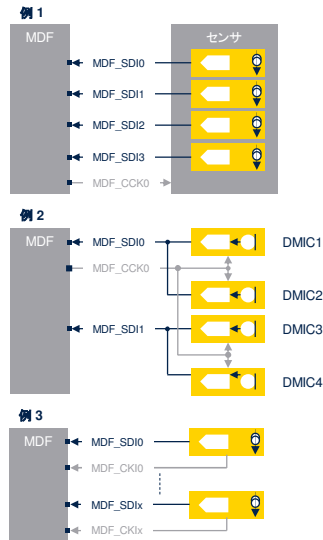 例 1
MDF
センサ
MDF_SDI0
MDF_SDI1
MDF_SDI2
MDF_SDI3
MDF_CCK0
例 2
MDF
MDF_SDI0
DMIC1
MDF_CCK0
DMIC2
MDF_SDI1
DMIC3
DMIC4
例 3
MDF
MDF_SDI0
MDF_CKI0
MDF_SDIx
MDF_CKIx